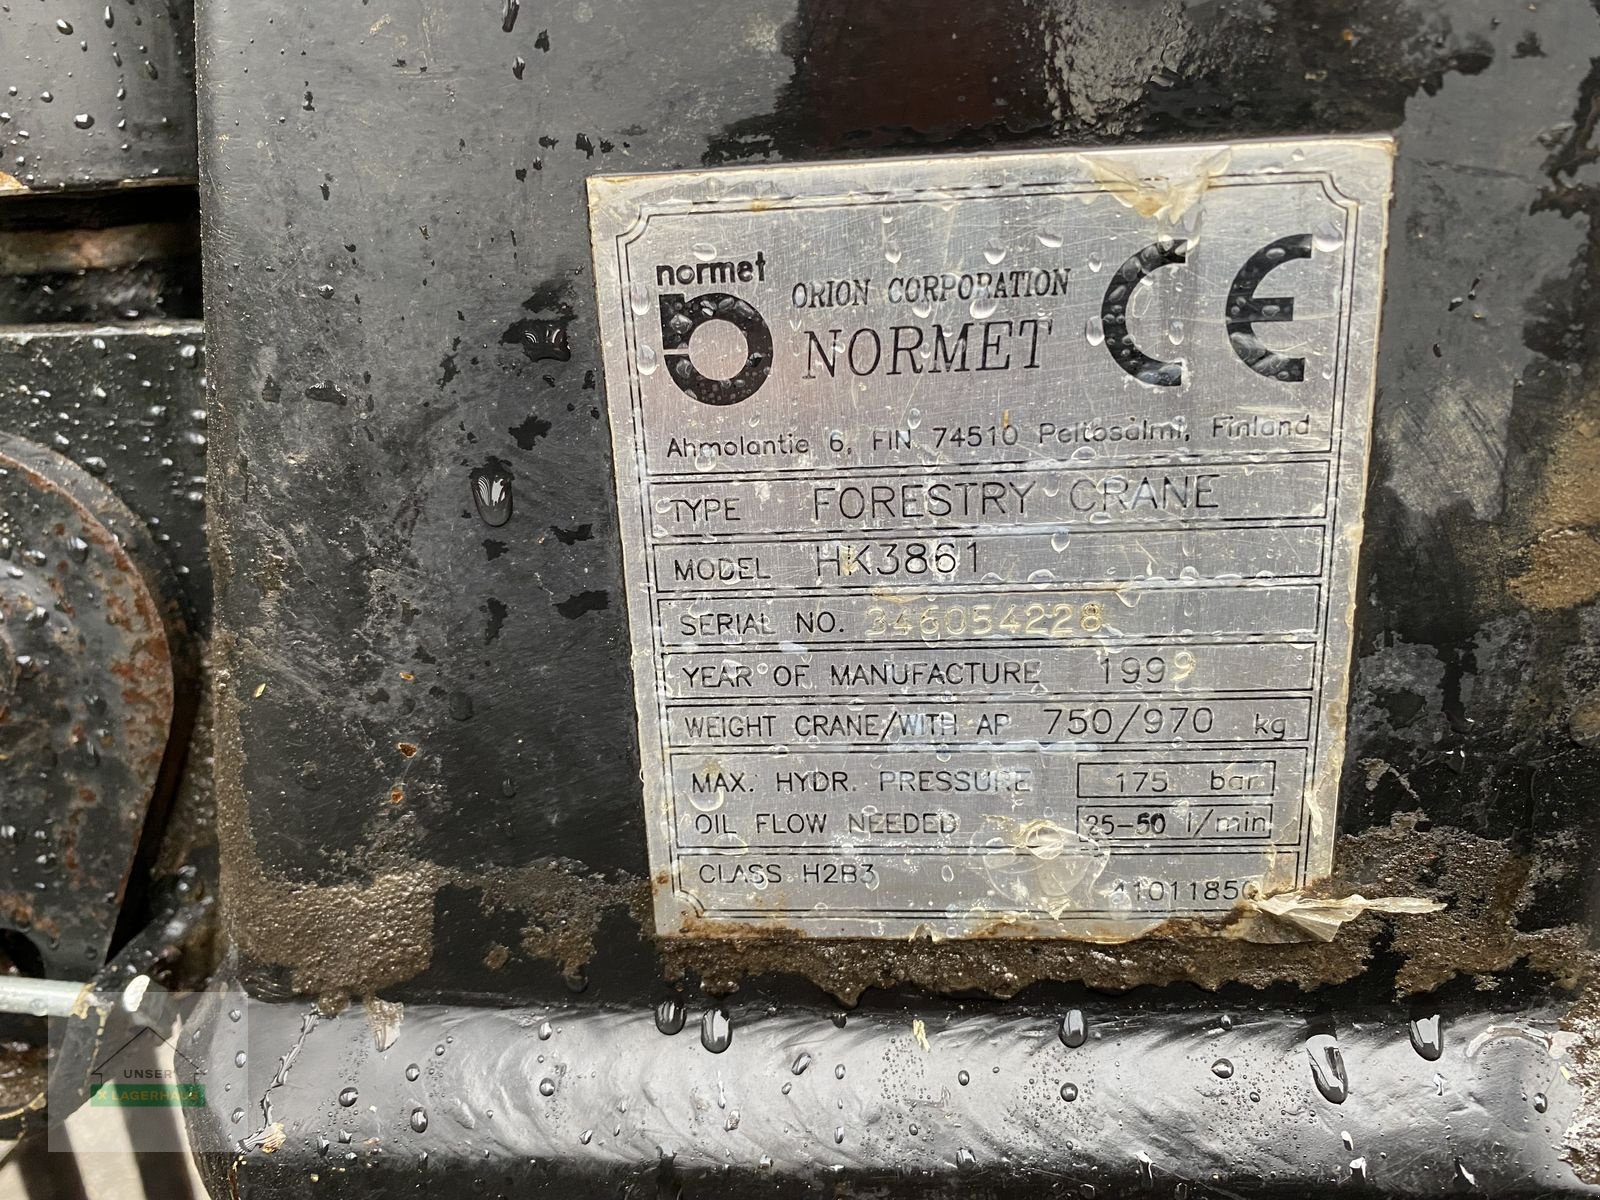 normet
ORION CORPORATION
NORMET
CE
Ahmolantie 6, FIN 74510 Peltosalmi, Finland
TYPE FORESTRY CRANE
MODEL HK3861
SERIAL NO. 346054228
YEAR OF MANUFACTURE 1999
WEIGHT CRANE/WITH AP 750/970 kg
MAX. HYDR. PRESSURE 175 bar
OIL FLOW NEEDED 25-50 l/min
CLASS H2B3
UNSER
X LAGERHAUS